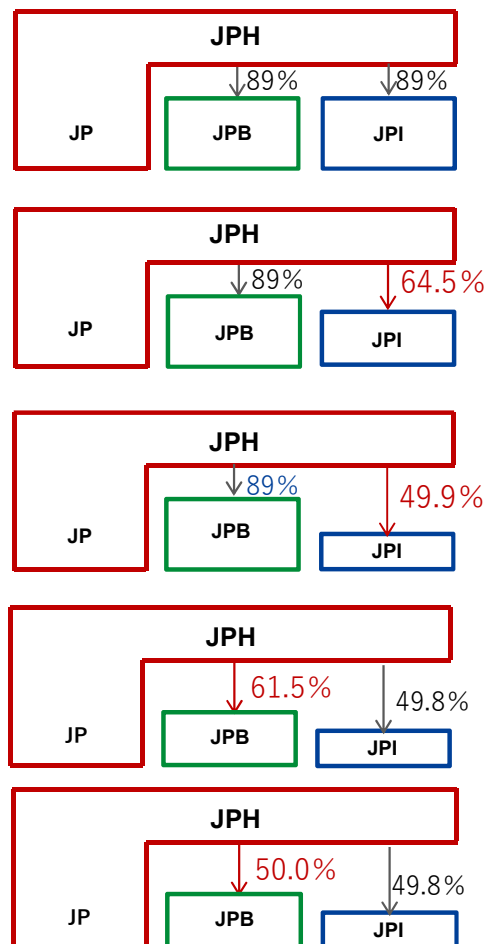 JPH
89% 89%
JP JPB JPI
JPH
89% 64.5%
JP JPB JPI
JPH
89% 49.9%
JP JPB JPI
JPH
61.5% 49.8%
JP JPB JPI
JPH
50.0% 49.8%
JP JPB JPI